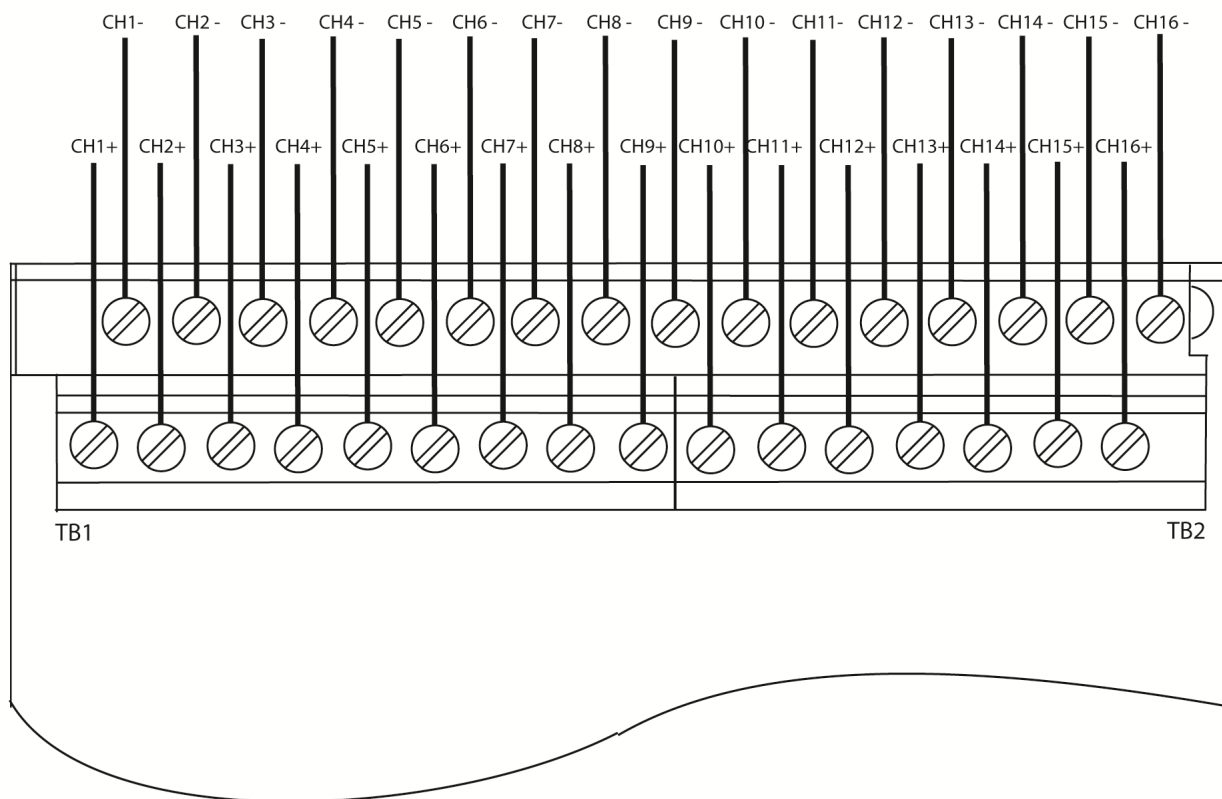 CH1- CH2 - CH3 - CH4 - CH5 - CH6 - CH7- CH8 - CH9 - CH10 - CH11- CH12 - CH13 - CH14 - CH15 - CH16 -
CH1+ CH2+ CH3+ CH4+ CH5+ CH6+ CH7+ CH8+ CH9+ CH10+ CH11+ CH12+ CH13+ CH14+ CH15+ CH16+
TB1 TB2